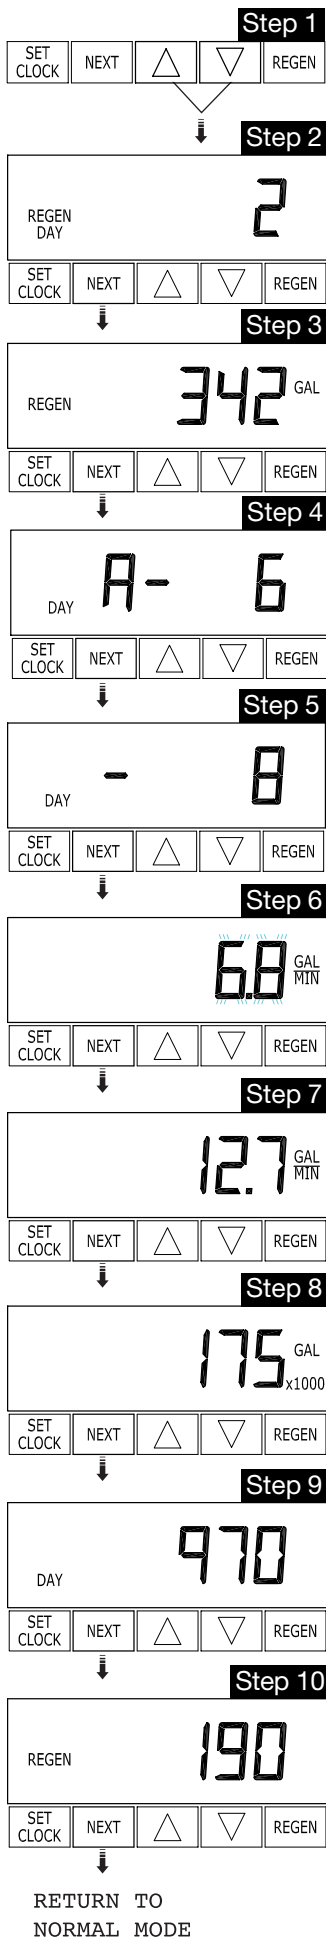 Step 1
SET CLOCK NEXT REGEN
Step 2
REGEN DAY 2
SET CLOCK NEXT REGEN
Step 3
REGEN 342 GAL
SET CLOCK NEXT REGEN
Step 4
DAY A- 6
SET CLOCK NEXT REGEN
Step 5
DAY - 8
SET CLOCK NEXT REGEN
Step 6
6.8 GAL MIN
SET CLOCK NEXT REGEN
Step 7
12.7 GAL MIN
SET CLOCK NEXT REGEN
Step 8
175 GAL x1000
SET CLOCK NEXT REGEN
Step 9
DAY 970
SET CLOCK NEXT REGEN
Step 10
REGEN 190
SET CLOCK NEXT REGEN
RETURN TO
NORMAL MODE